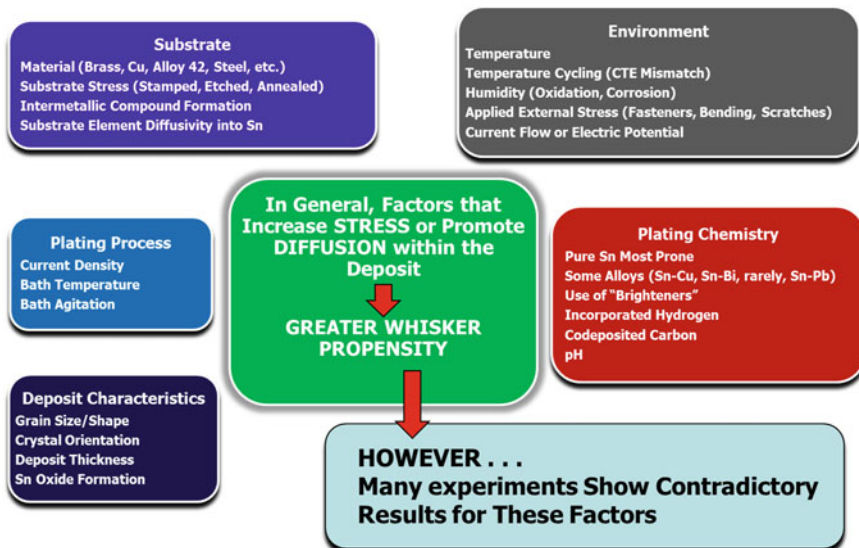 Substrate
Material (Brass, Cu, Alloy 42, Steel, etc.)
Substrate Stress (Stamped, Etched, Annealed)
Intermetallic Compound Formation
Substrate Element Diffusivity into Sn
Environment
Temperature
Temperature Cycling (CTE Mismatch)
Humidity (Oxidation, Corrosion)
Applied External Stress (Fasteners, Bending, Scratches)
Current Flow or Electric Potential
Plating Process
Current Density
Bath Temperature
Bath Agitation
In General, Factors that
Increase STRESS or Promote
DIFFUSION within the
Deposit
GREATER WHISKER
PROPENSITY
Plating Chemistry
Pure Sn Most Prone
Some Alloys (Sn-Cu, Sn-Bi, rarely, Sn-Pb)
Use of "Brighteners"
Incorporated Hydrogen
Codeposited Carbon
pH
Deposit Characteristics
Grain Size/Shape
Crystal Orientation
Deposit Thickness
Sn Oxide Formation
HOWEVER . . .
Many experiments Show Contradictory
Results for These Factors